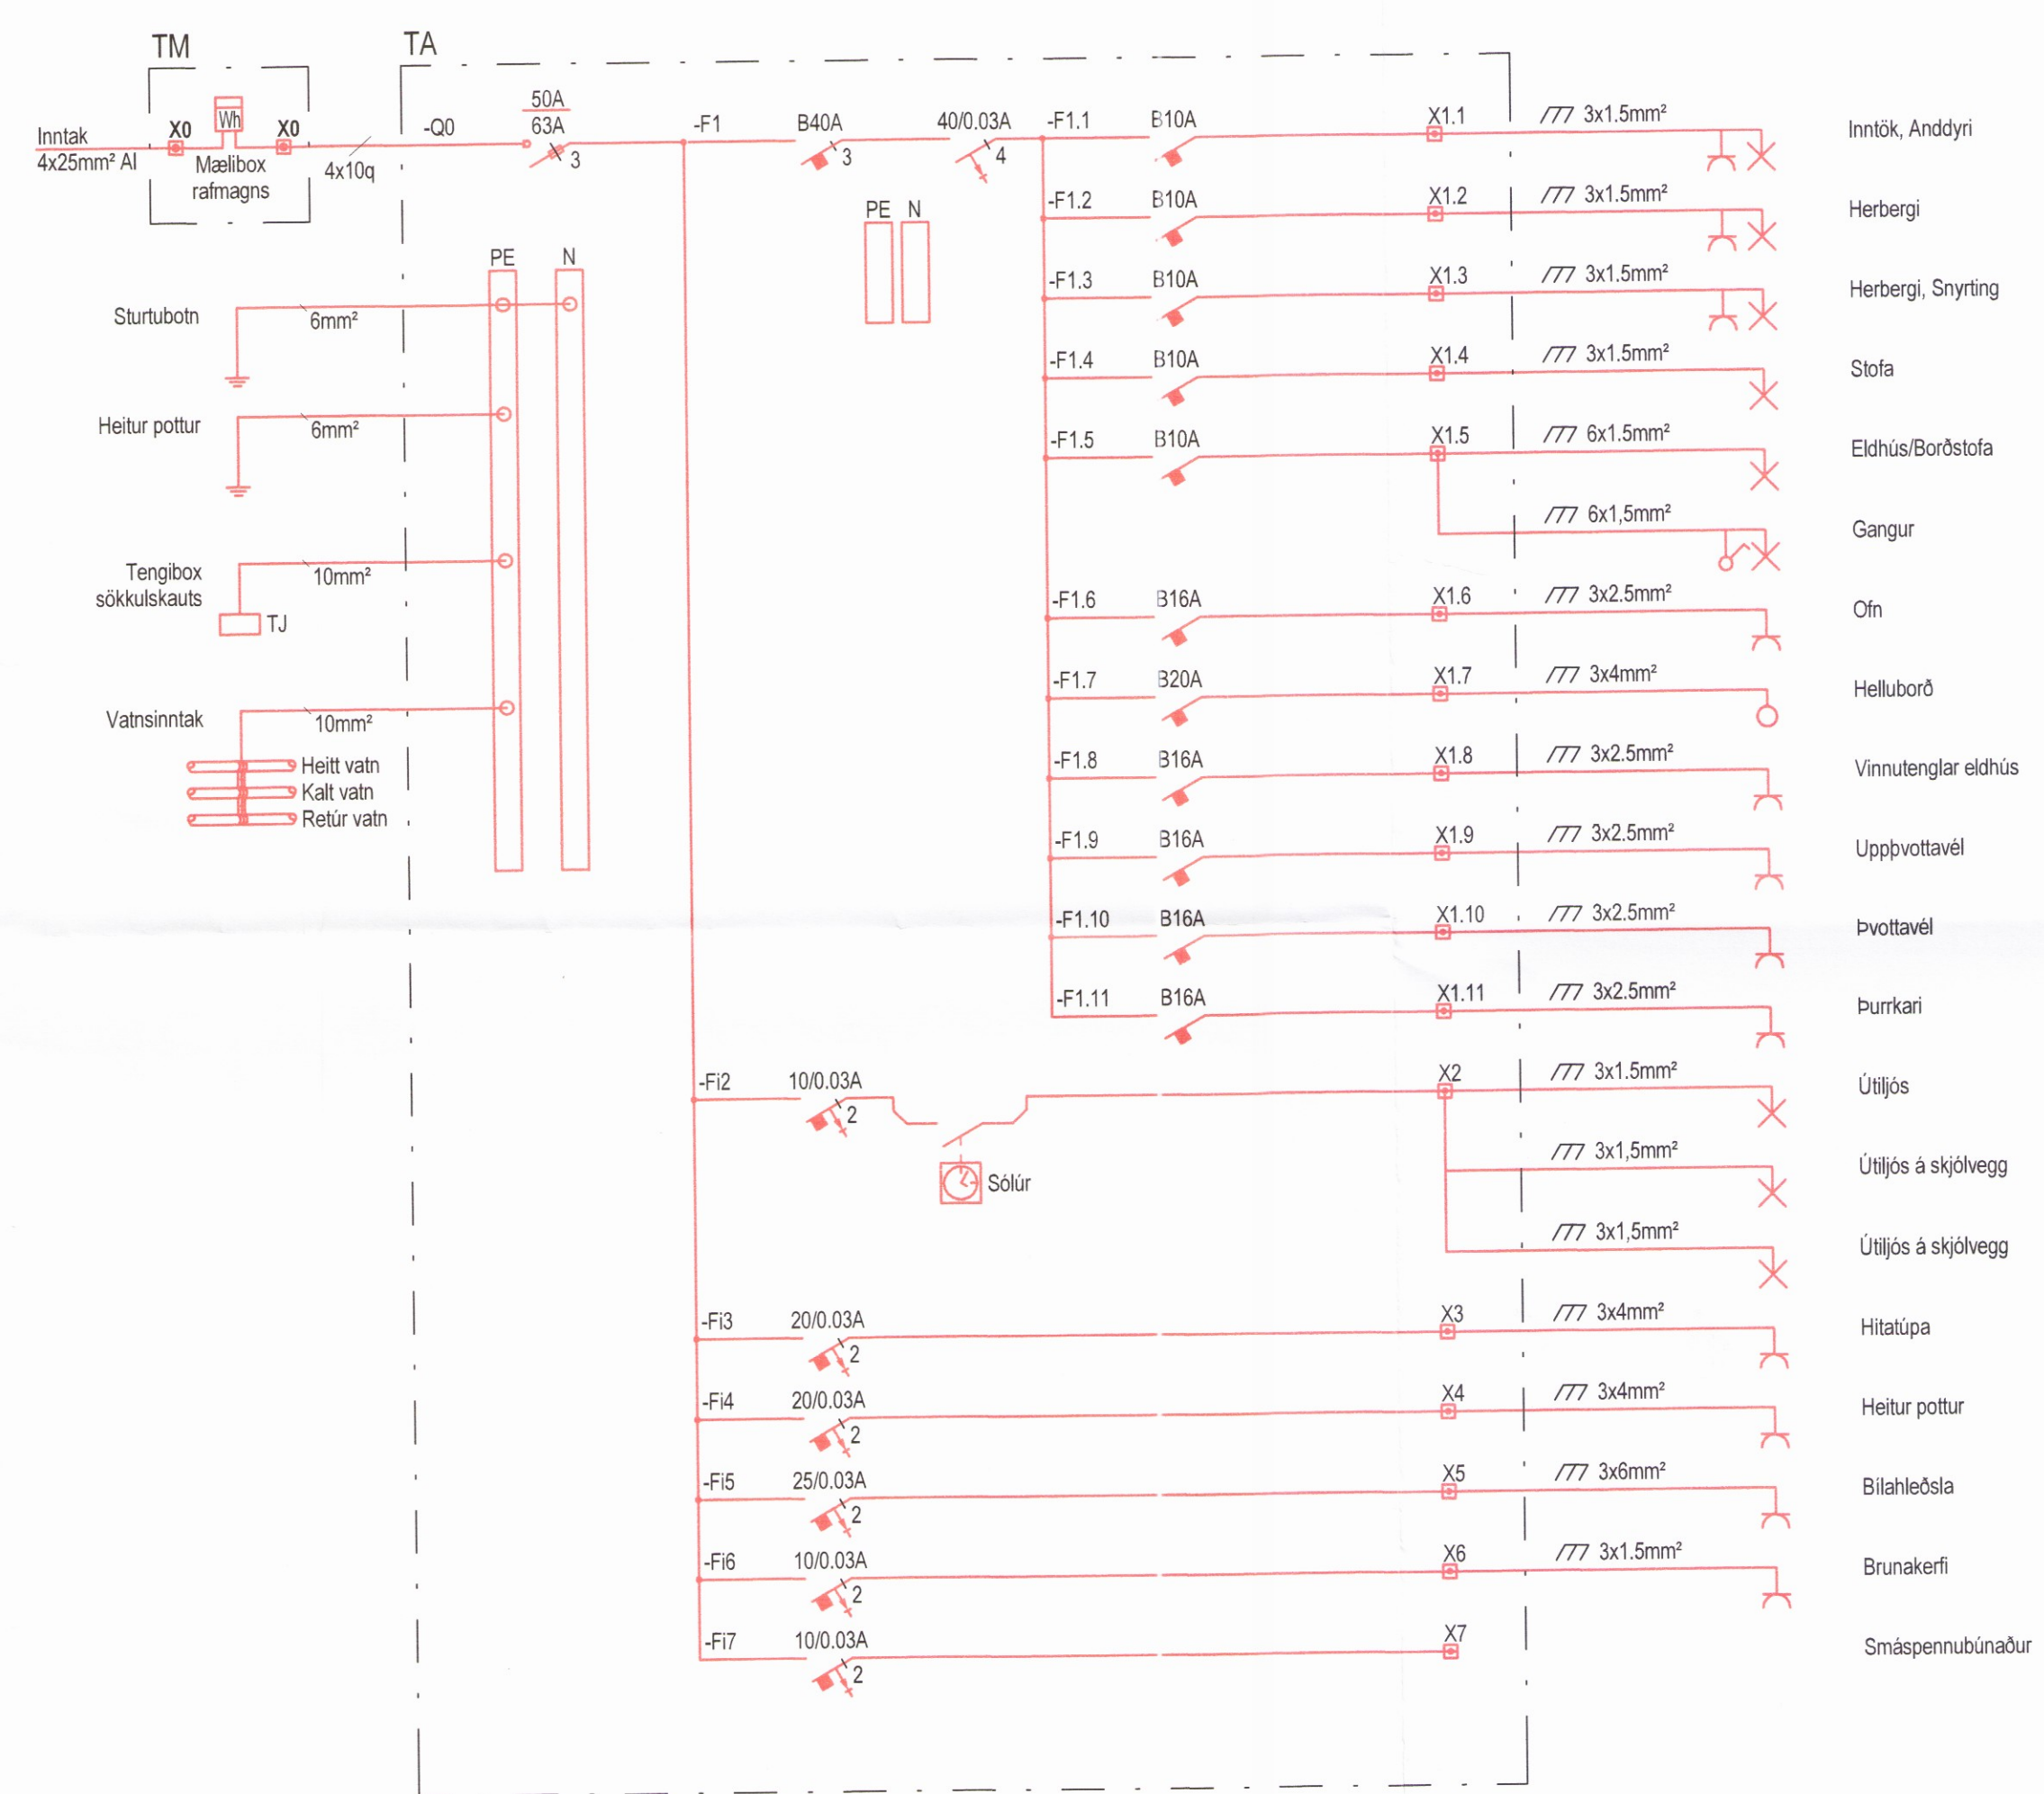 TM
TA
Inntak
4x25mm² Al
X0
Wh
X0
Mælibox
rafmagns
4x10q
-Q0
50A
63A
3
-F1
B40A
3
40/0.03A
4
PE N
-F1.1 B10A X1.1 3x1.5mm² Inntök, Anddyri
-F1.2 B10A X1.2 3x1.5mm² Herbergi
-F1.3 B10A X1.3 3x1.5mm² Herbergi, Snyrting
-F1.4 B10A X1.4 3x1.5mm² Stofa
-F1.5 B10A X1.5 6x1.5mm² Eldhús/Borðstofa
6x1,5mm² Gangur
-F1.6 B16A X1.6 3x2.5mm² Ofn
-F1.7 B20A X1.7 3x4mm² Helluborð
-F1.8 B16A X1.8 3x2.5mm² Vinnutenglar eldhús
-F1.9 B16A X1.9 3x2.5mm² Uppþvottavél
-F1.10 B16A X1.10 3x2.5mm² Þvottavél
-F1.11 B16A X1.11 3x2.5mm² Þurrkari
PE N
Sturtubotn 6mm²
Heitur pottur 6mm²
Tengibox
sökkulskauts
10mm²
TJ
Vatnsinntak 10mm²
Heitt vatn
Kalt vatn
Retúr vatn
-Fi2 10/0.03A 2 X2 3x1.5mm² Útiljós
Sólúr
3x1,5mm² Útiljós á skjólvegg
3x1,5mm² Útiljós á skjólvegg
-Fi3 20/0.03A 2 X3 3x4mm² Hitatúpa
-Fi4 20/0.03A 2 X4 3x4mm² Heitur pottur
-Fi5 25/0.03A 2 X5 3x6mm² Bílahleðsla
-Fi6 10/0.03A 2 X6 3x1.5mm² Brunakerfi
-Fi7 10/0.03A 2 X7 Smáspennubúnaður